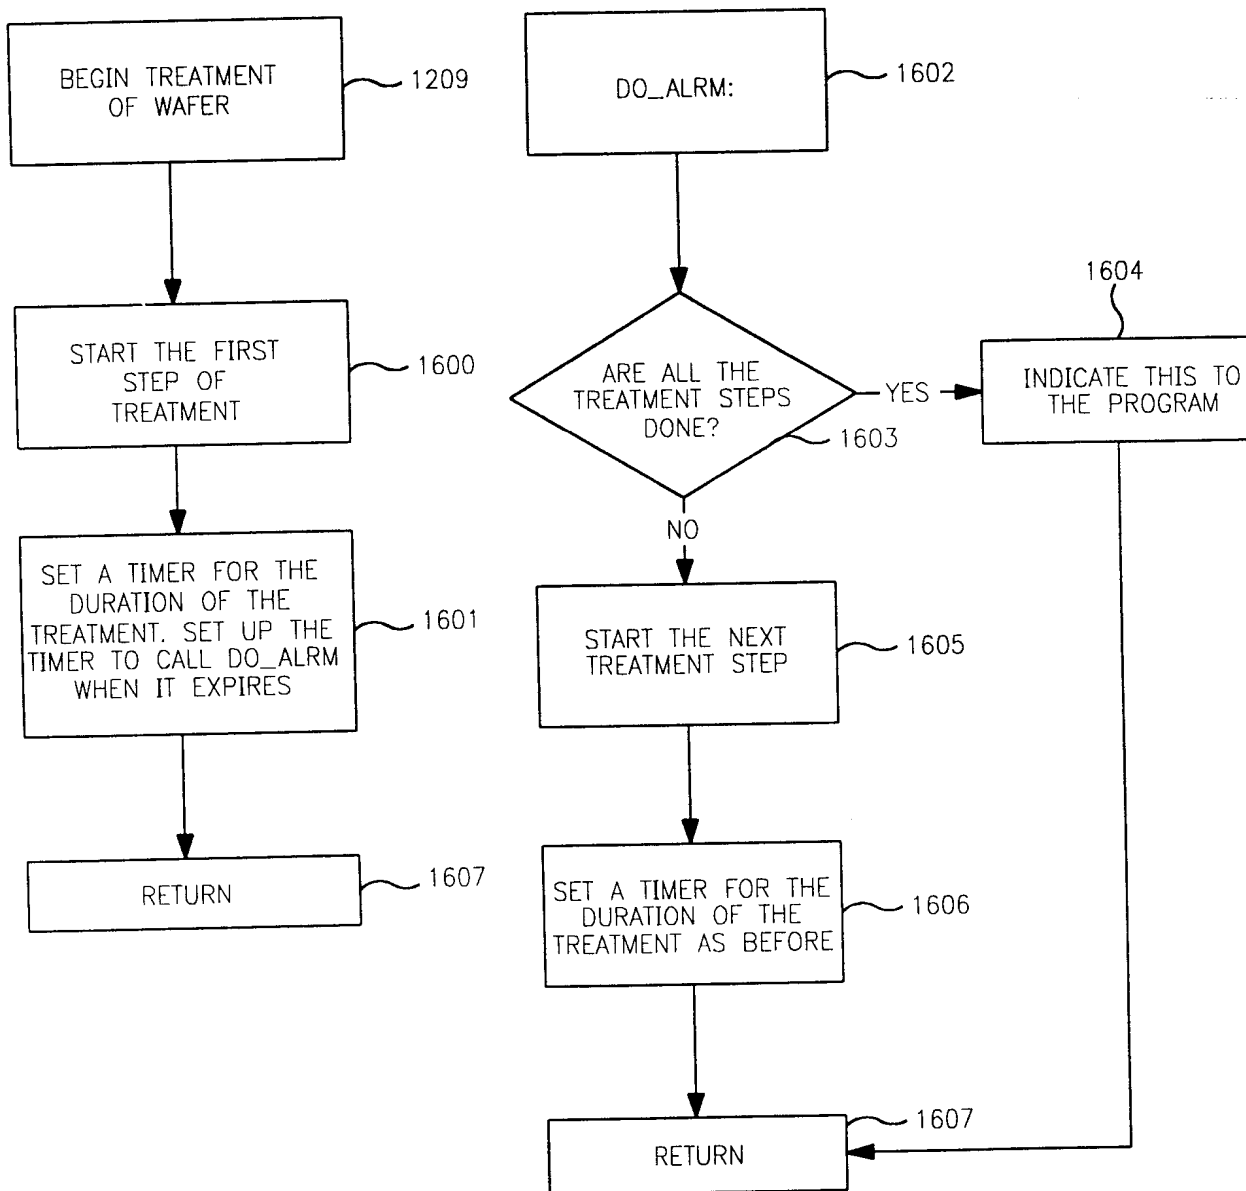 BEGIN TREATMENT
OF WAFER
1209
START THE FIRST
STEP OF
TREATMENT
1600
SET A TIMER FOR THE
DURATION OF THE
TREATMENT. SET UP THE
TIMER TO CALL DO_ALRM
WHEN IT EXPIRES
1601
RETURN
1607
DO_ALRM:
1602
ARE ALL THE
TREATMENT STEPS
DONE?
1603
YES
1604
INDICATE THIS TO
THE PROGRAM
NO
START THE NEXT
TREATMENT STEP
1605
SET A TIMER FOR THE
DURATION OF THE
TREATMENT AS BEFORE
1606
RETURN
1607